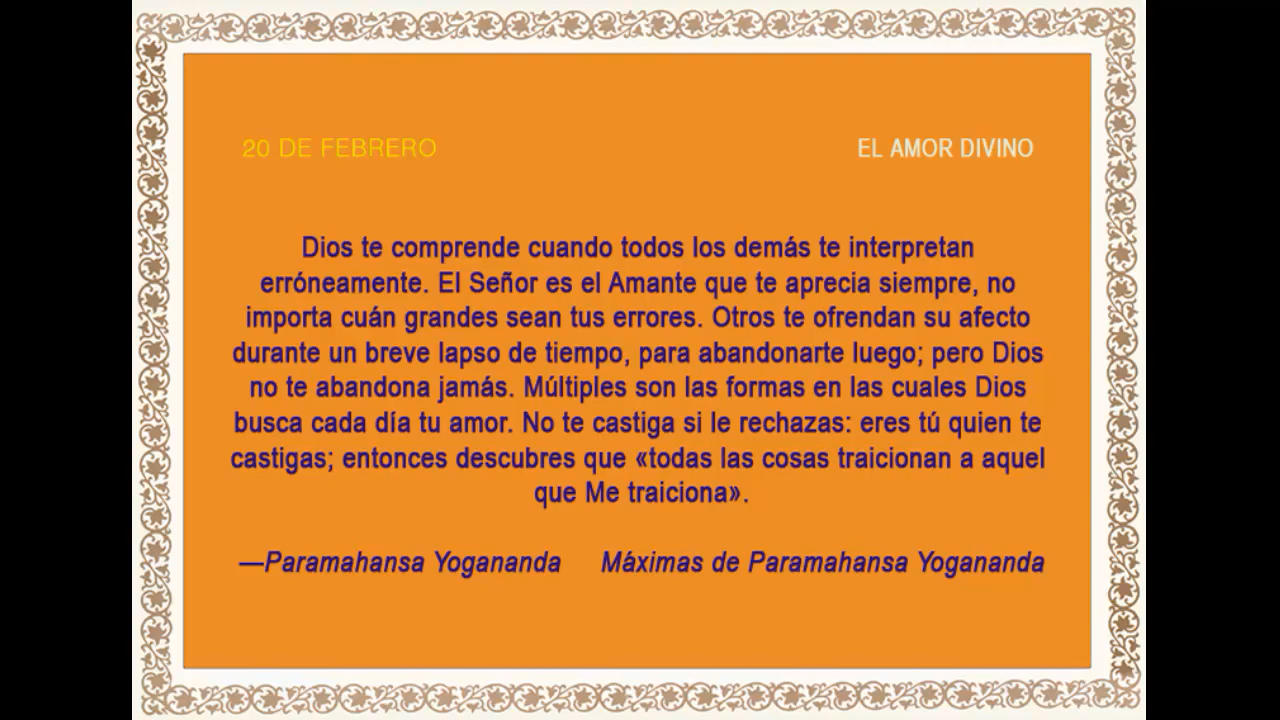 20 DE FEBRERO
EL AMOR DIVINO
Dios te comprende cuando todos los demás te interpretan
erróneamente. El Señor es el Amante que te aprecia siempre, no
importa cuán grandes sean tus errores. Otros te ofrendan su afecto
durante un breve lapso de tiempo, para abandonarte luego; pero Dios
no te abandona jamás. Múltiples son las formas en las cuales Dios
busca cada día tu amor. No te castiga si le rechazas: eres tú quien te
castigas; entonces descubres que «todas las cosas traicionan a aquel
que Me traiciona».
—Paramahansa Yogananda Máximas de Paramahansa Yogananda